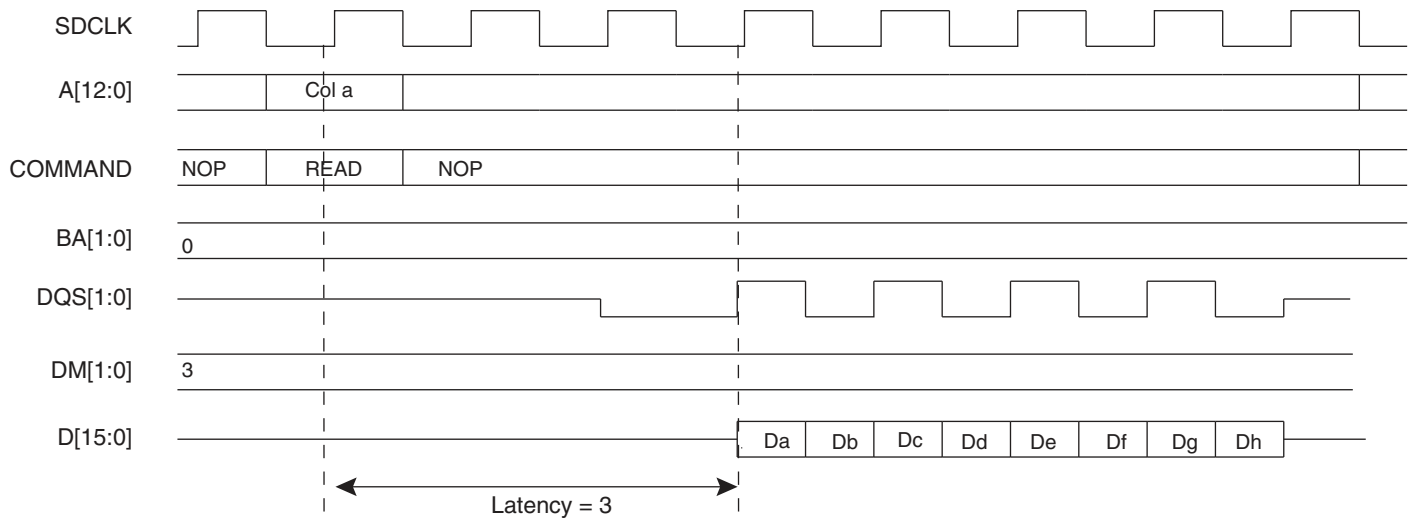 SDCLK
A[12:0] Col a
COMMAND NOP READ NOP
BA[1:0] 0
DQS[1:0]
DM[1:0] 3
D[15:0] Da Db Dc Dd De Df Dg Dh
Latency = 3